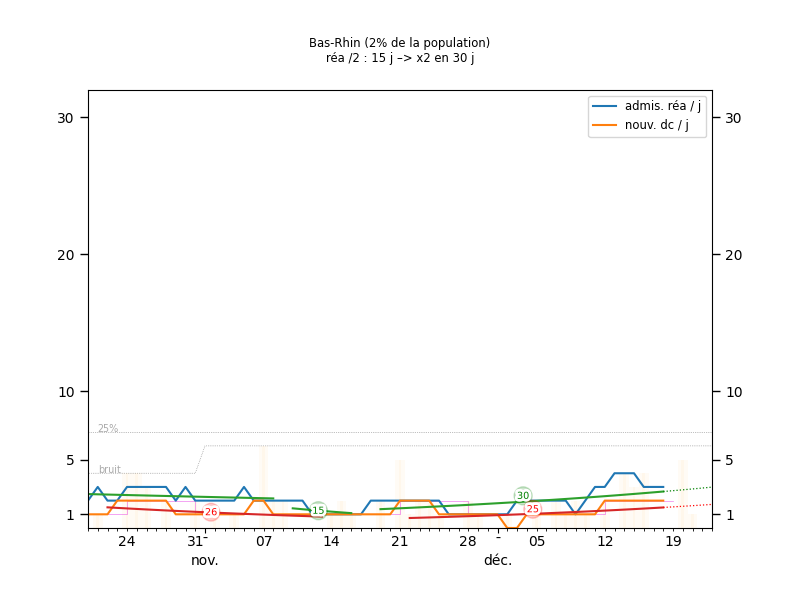 Bas-Rhin (2% de la population)
réa /2 : 15 j –> x2 en 30 j
admis. réa / j
nouv. dc / j
30 30
20 20
10 10
25%
bruit
5 5
1 1
26 -15 30 25
24 31 07 14 21 28 - 05 12 19
nov. déc.